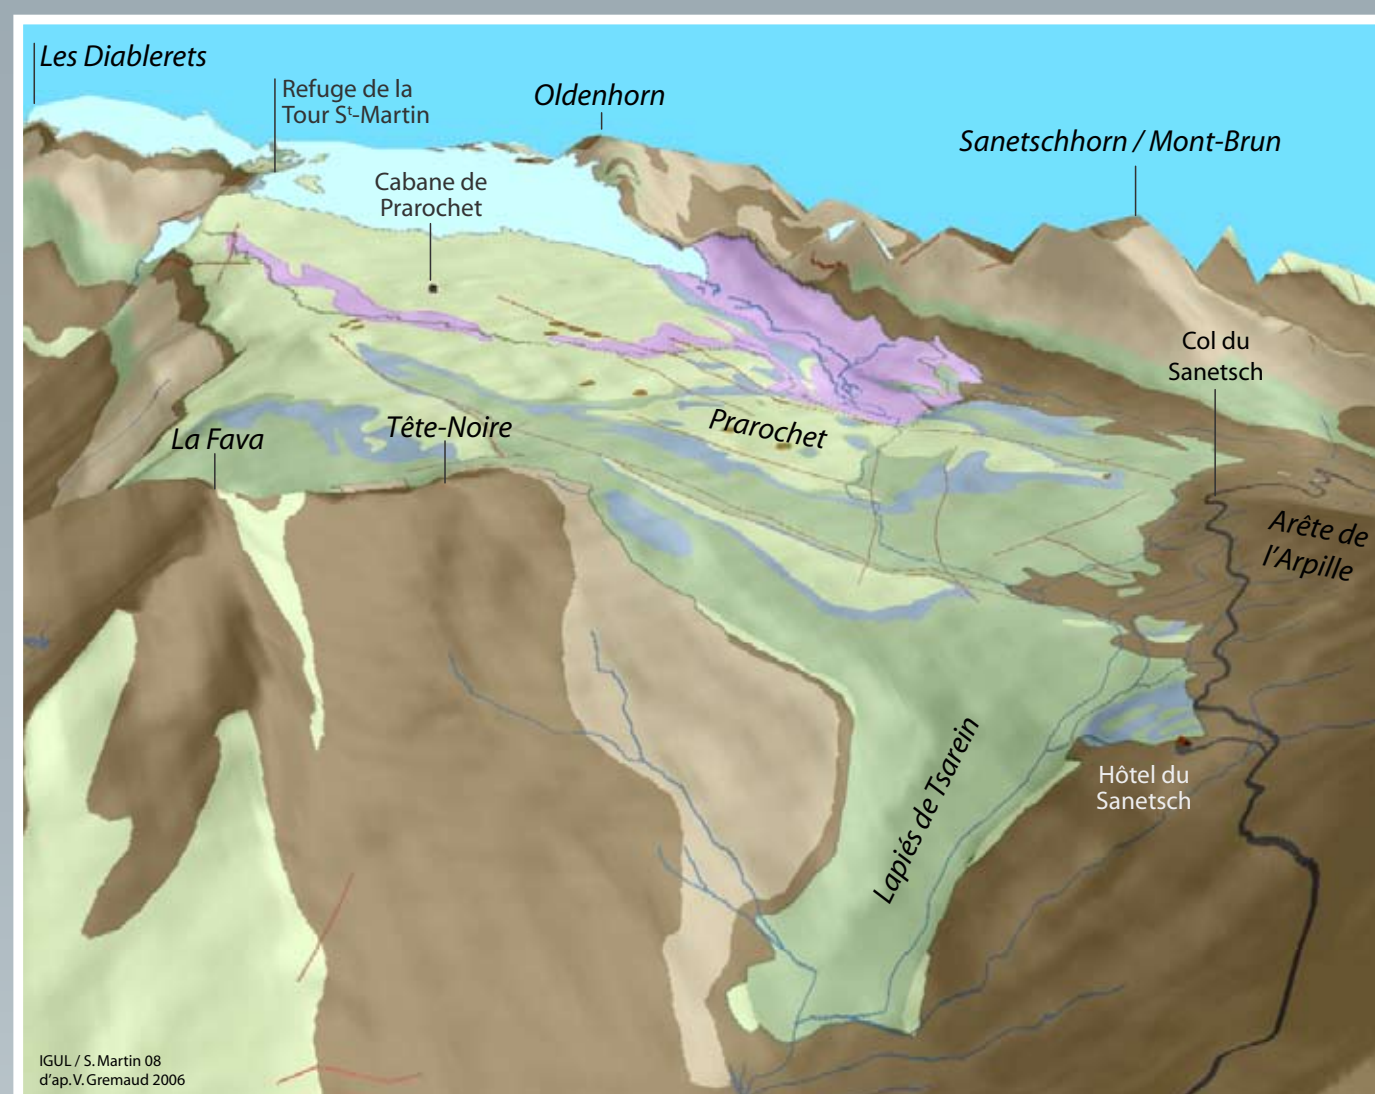 Les Diablerets
Refuge de la
Tour Sᵗ-Martin
Oldenhorn
Sanetschhorn / Mont-Brun
Cabane de
Prarochet
Col du
Sanetsch
La Fava
Tête-Noire
Prarochet
Arête de
l'Arpille
Lapiés de Tsarein
Hôtel du
Sanetsch
IGUL / S. Martin 08
d'ap. V. Gremaud 2006